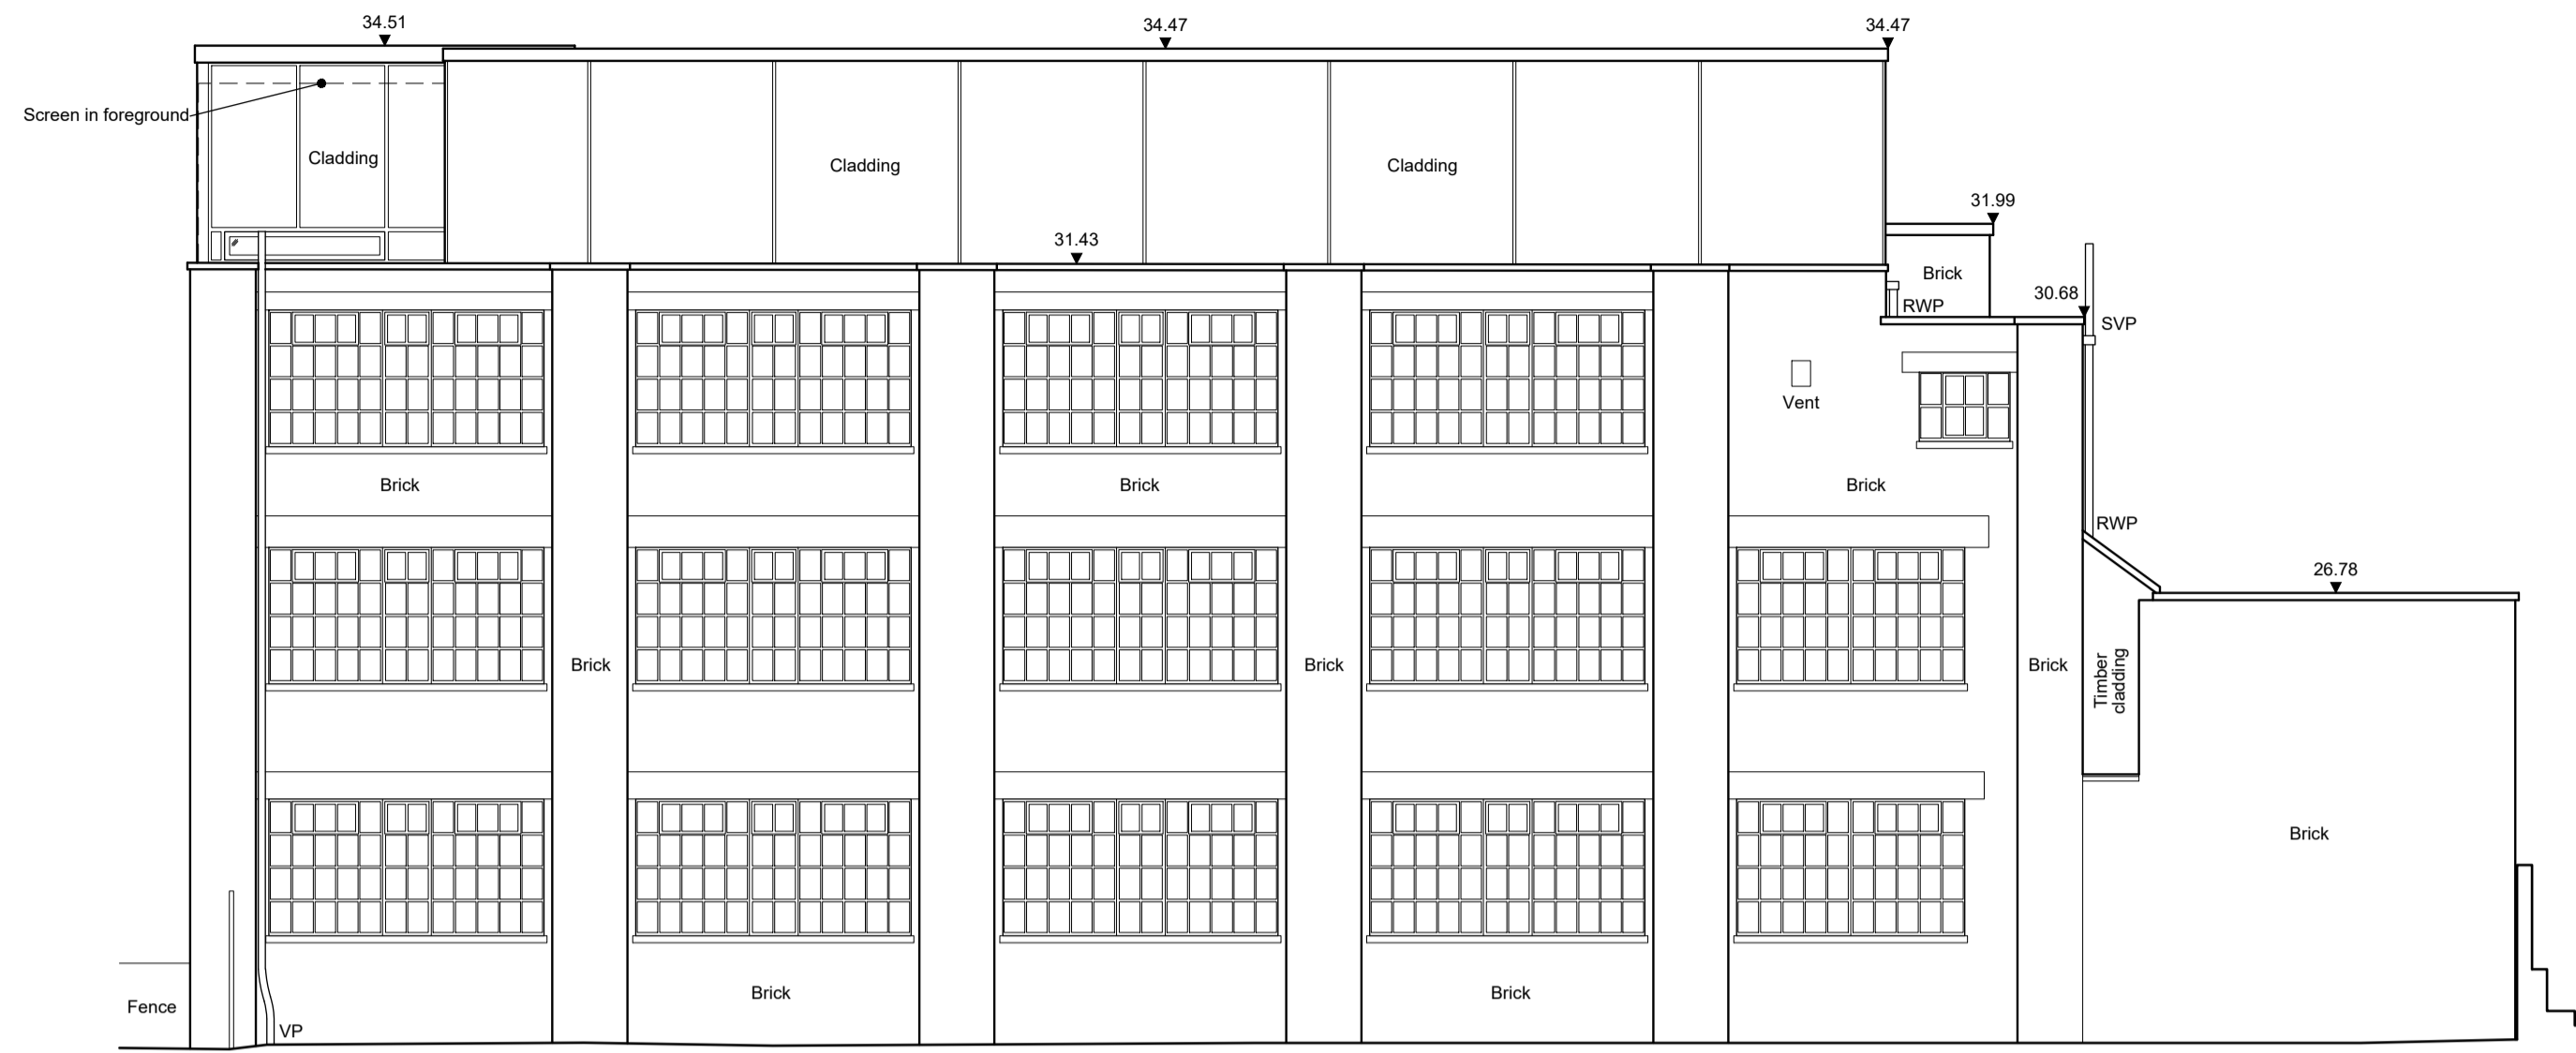 34.51
34.47
34.47
Screen in foreground
Cladding
Cladding
Cladding
31.99
31.43
Brick
30.68
RWP
SVP
Vent
Brick
Brick
Brick
RWP
26.78
Brick
Brick
Brick
Timber
cladding
Brick
Brick
Brick
Fence
VP